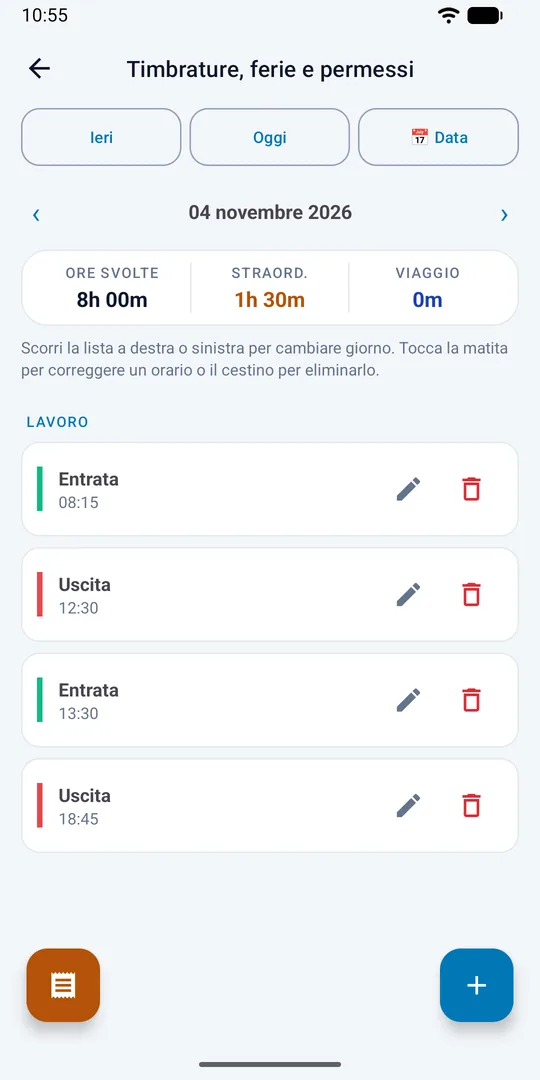 10:55
Timbrature, ferie e permessi
Ieri
Oggi
📅 Data
‹ 04 novembre 2026 ›
ORE SVOLTE
8h 00m
STRAORD.
1h 30m
VIAGGIO
0m
Scorri la lista a destra o sinistra per cambiare giorno. Tocca la matita
per correggere un orario o il cestino per eliminarlo.
LAVORO
Entrata
08:15
Uscita
12:30
Entrata
13:30
Uscita
18:45